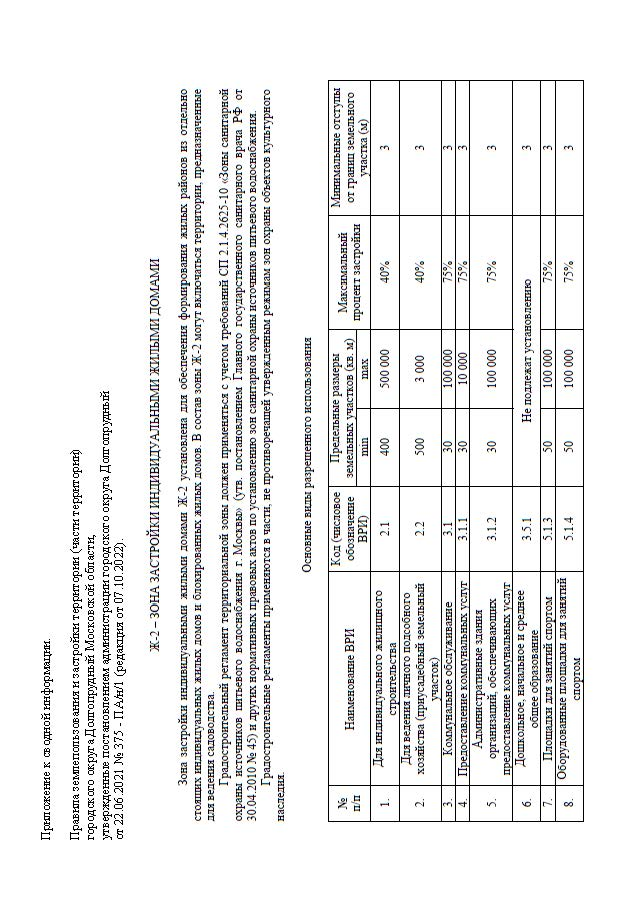 Приложение к сводной информации.
Правила землепользования и застройки территории (части территории)
городского округа Долгопрудный Московской области,
утвержденные постановлением администрации городского округа Долгопрудный
от 22.06.2021 № 375 - ПА/н/1 (редакция от 07.10.2022).
Ж-2 – ЗОНА ЗАСТРОЙКИ ИНДИВИДУАЛЬНЫМИ ЖИЛЫМИ ДОМАМИ
Зона застройки индивидуальными жилыми домами Ж-2 установлена для обеспечения формирования жилых районов из отдельно
стоящих индивидуальных жилых домов и блокированных жилых домов. В состав зоны Ж-2 могут включаться территории, предназначенные
для ведения садоводства.
Градостроительный регламент территориальной зоны должен применяться с учетом требований СП 2.1.4.2625-10 «Зоны санитарной
охраны источников питьевого водоснабжения г. Москвы» (утв. постановлением Главного государственного санитарного врача РФ от
30.04.2010 № 45) и других нормативных правовых актов по установлению зон санитарной охраны источников питьевого водоснабжения.
Градостроительные регламенты применяются в части, не противоречащей утвержденным режимам зон охраны объектов культурного
наследия.
Основные виды разрешенного использования
№ п/п Наименование ВРИ Код (числовое обозначение ВРИ) Предельные размеры земельных участков (кв. м) min max Максимальный процент застройки Минимальные отступы от границ земельного участка (м)
1. Для индивидуального жилищного строительства 2.1 400 500 000 40% 3
2. Для ведения личного подсобного хозяйства (приусадебный земельный участок) 2.2 500 3 000 40% 3
3. Коммунальное обслуживание 3.1 30 100 000 75% 3
4. Предоставление коммунальных услуг 3.1.1 30 10 000 75% 3
5. Административные здания организаций, обеспечивающих предоставление коммунальных услуг 3.1.2 30 100 000 75% 3
6. Дошкольное, начальное и среднее общее образование 3.5.1 Не подлежат установлению 3
7. Площадки для занятий спортом 5.1.3 50 100 000 75% 3
8. Оборудованные площадки для занятий спортом 5.1.4 50 100 000 75% 3